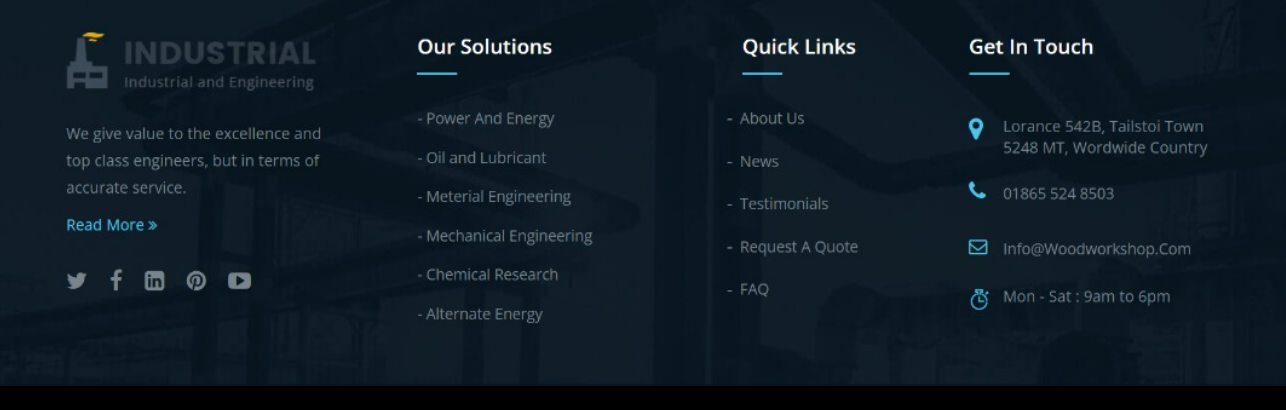 INDUSTRIAL
Industrial and Engineering
We give value to the excellence and
top class engineers, but in terms of
accurate service.
Read More »
Our Solutions
- Power And Energy
- Oil and Lubricant
- Meterial Engineering
- Mechanical Engineering
- Chemical Research
- Alternate Energy
Quick Links
- About Us
- News
- Testimonials
- Request A Quote
- FAQ
Get In Touch
Lorance 542B, Tailstoi Town
5248 MT, Wordwide Country
01865 524 8503
Info@Woodworkshop.Com
Mon - Sat : 9am to 6pm